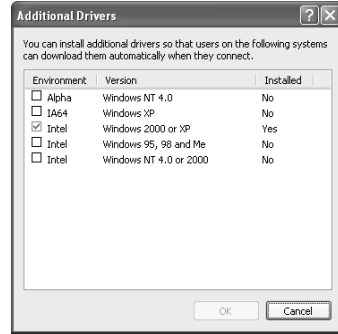 Additional Drivers
You can install additional drivers so that users on the following systems
can download them automatically when they connect.
Environment Version Installed
Alpha Windows NT 4.0 No
IA64 Windows XP No
Intel Windows 2000 or XP Yes
Intel Windows 95, 98 and Me No
Intel Windows NT 4.0 or 2000 No
OK Cancel